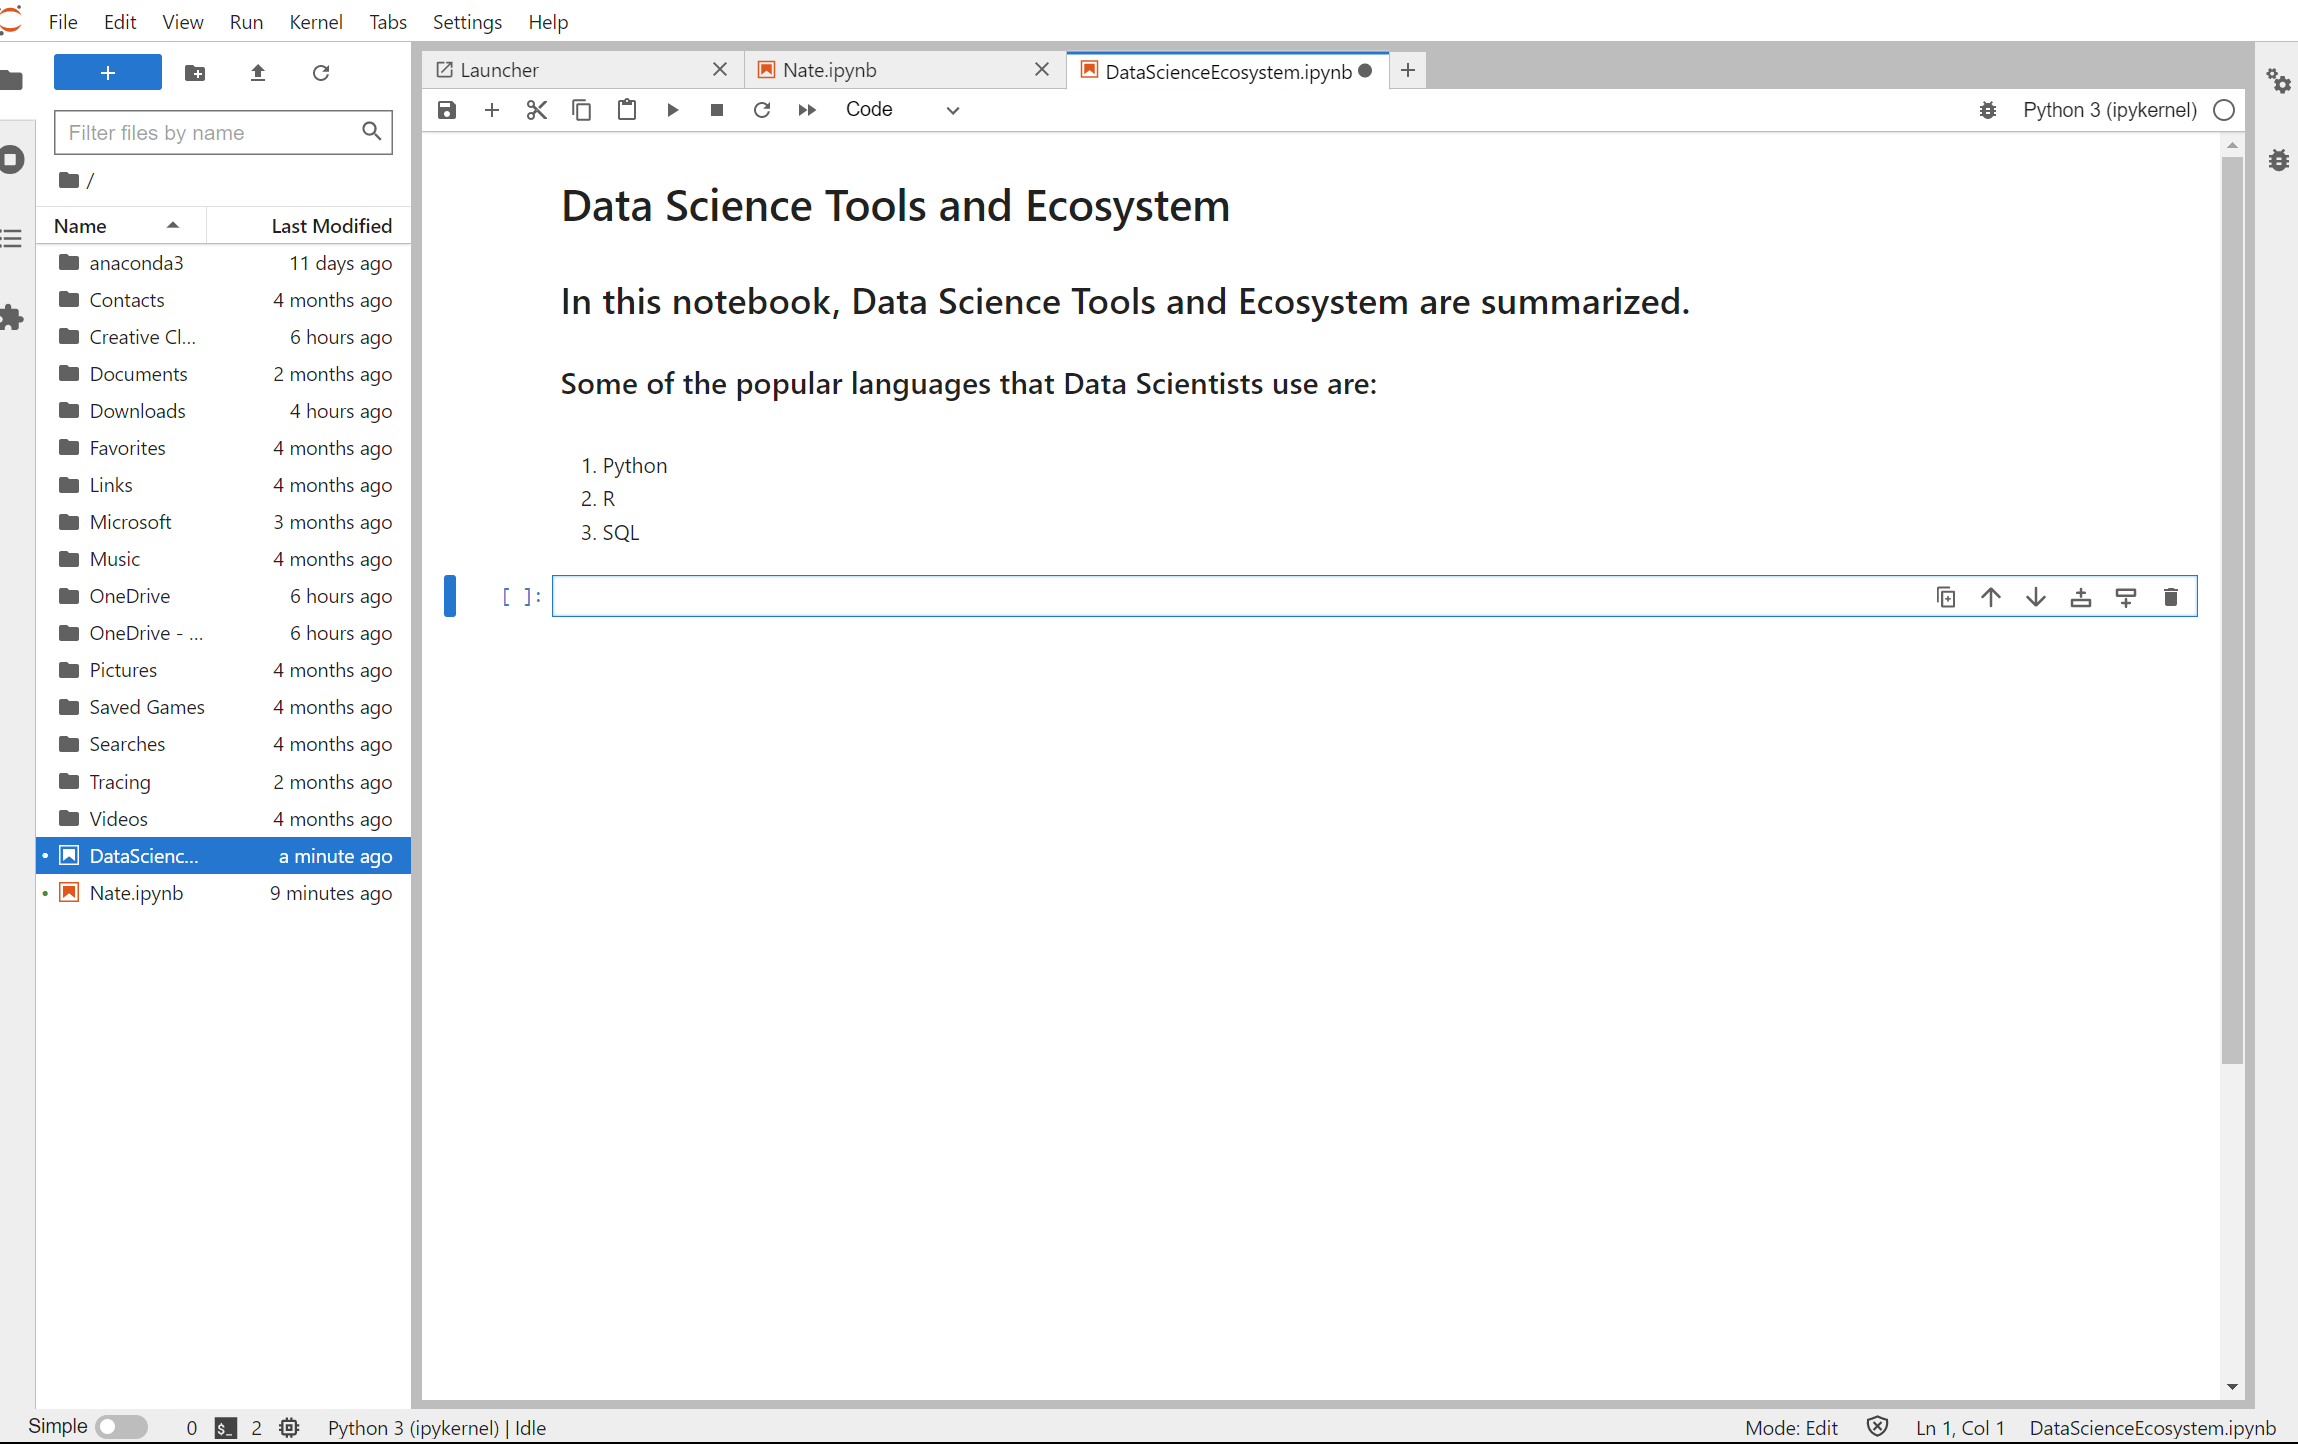 File Edit View Run Kernel Tabs Settings Help
Filter files by name
/
Name Last Modified
anaconda3 11 days ago
Contacts 4 months ago
Creative Cl... 6 hours ago
Documents 2 months ago
Downloads 4 hours ago
Favorites 4 months ago
Links 4 months ago
Microsoft 3 months ago
Music 4 months ago
OneDrive 6 hours ago
OneDrive - ... 6 hours ago
Pictures 4 months ago
Saved Games 4 months ago
Searches 4 months ago
Tracing 2 months ago
Videos 4 months ago
DataScienc... a minute ago
Nate.ipynb 9 minutes ago
Launcher Nate.ipynb DataScienceEcosystem.ipynb
Code Python 3 (ipykernel)
Data Science Tools and Ecosystem
In this notebook, Data Science Tools and Ecosystem are summarized.
Some of the popular languages that Data Scientists use are:
1. Python
2. R
3. SQL
[ ]:
Simple 0 $_ 2 Python 3 (ipykernel) | Idle Mode: Edit Ln 1, Col 1 DataScienceEcosystem.ipynb